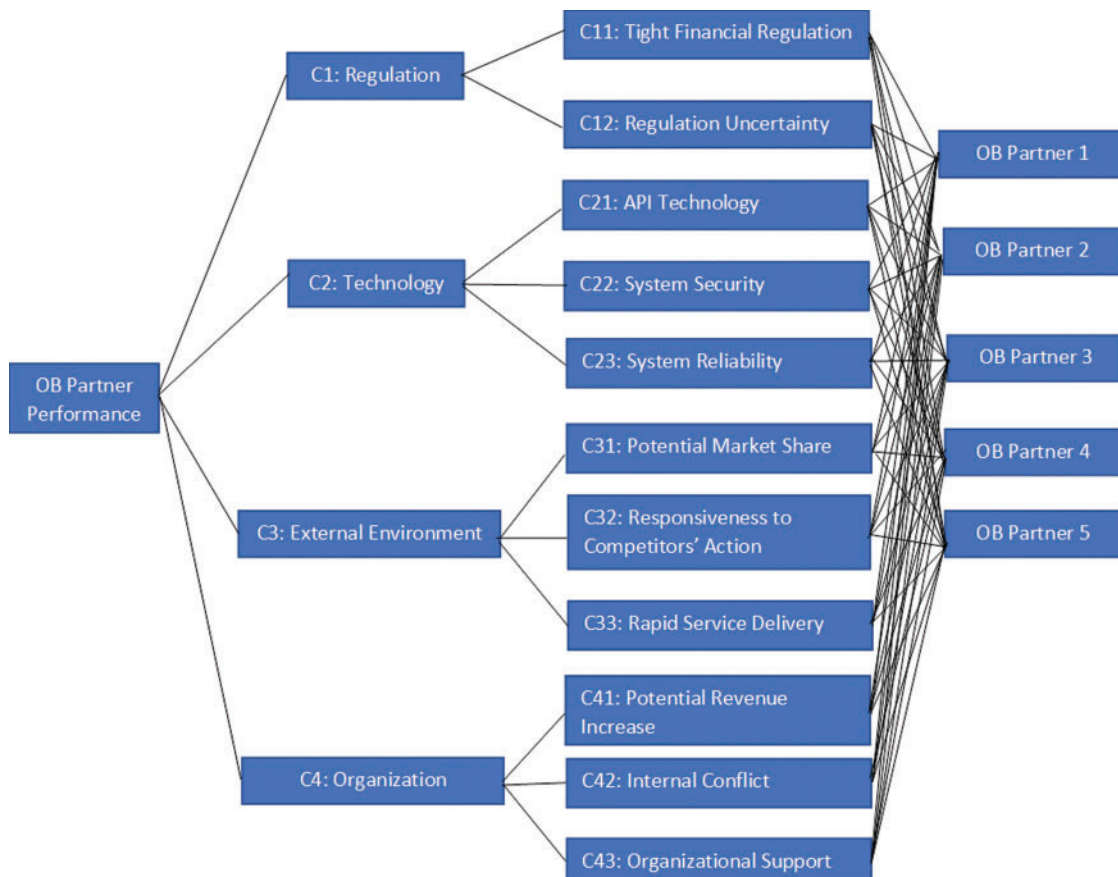 OB Partner
Performance
C1: Regulation
C2: Technology
C3: External Environment
C4: Organization
C11: Tight Financial Regulation
C12: Regulation Uncertainty
C21: API Technology
C22: System Security
C23: System Reliability
C31: Potential Market Share
C32: Responsiveness to
Competitors’ Action
C33: Rapid Service Delivery
C41: Potential Revenue
Increase
C42: Internal Conflict
C43: Organizational Support
OB Partner 1
OB Partner 2
OB Partner 3
OB Partner 4
OB Partner 5